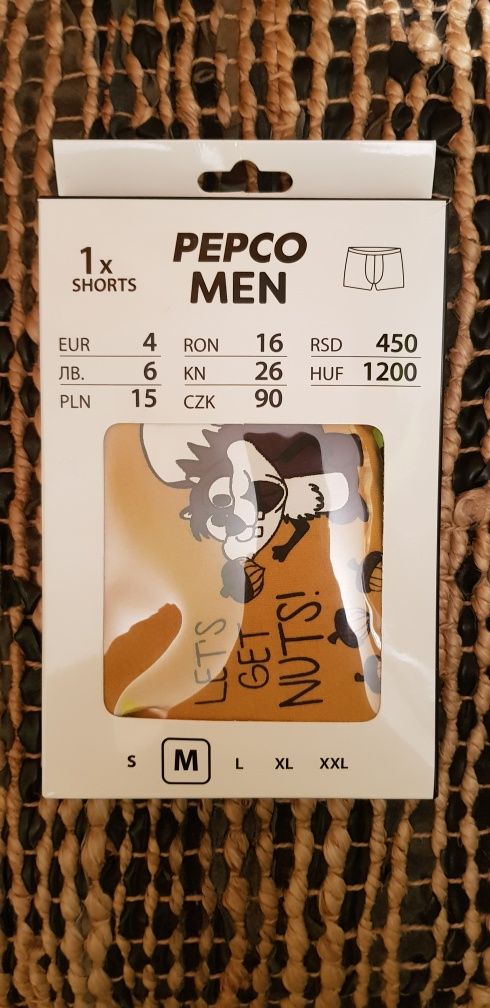 1x
SHORTS
PEPCO
MEN
EUR 4 RON 16 RSD 450
ЛВ. 6 KN 26 HUF 1200
PLN 15 CZK 90
LET'S
GET
NUTS!
S M L XL XXL